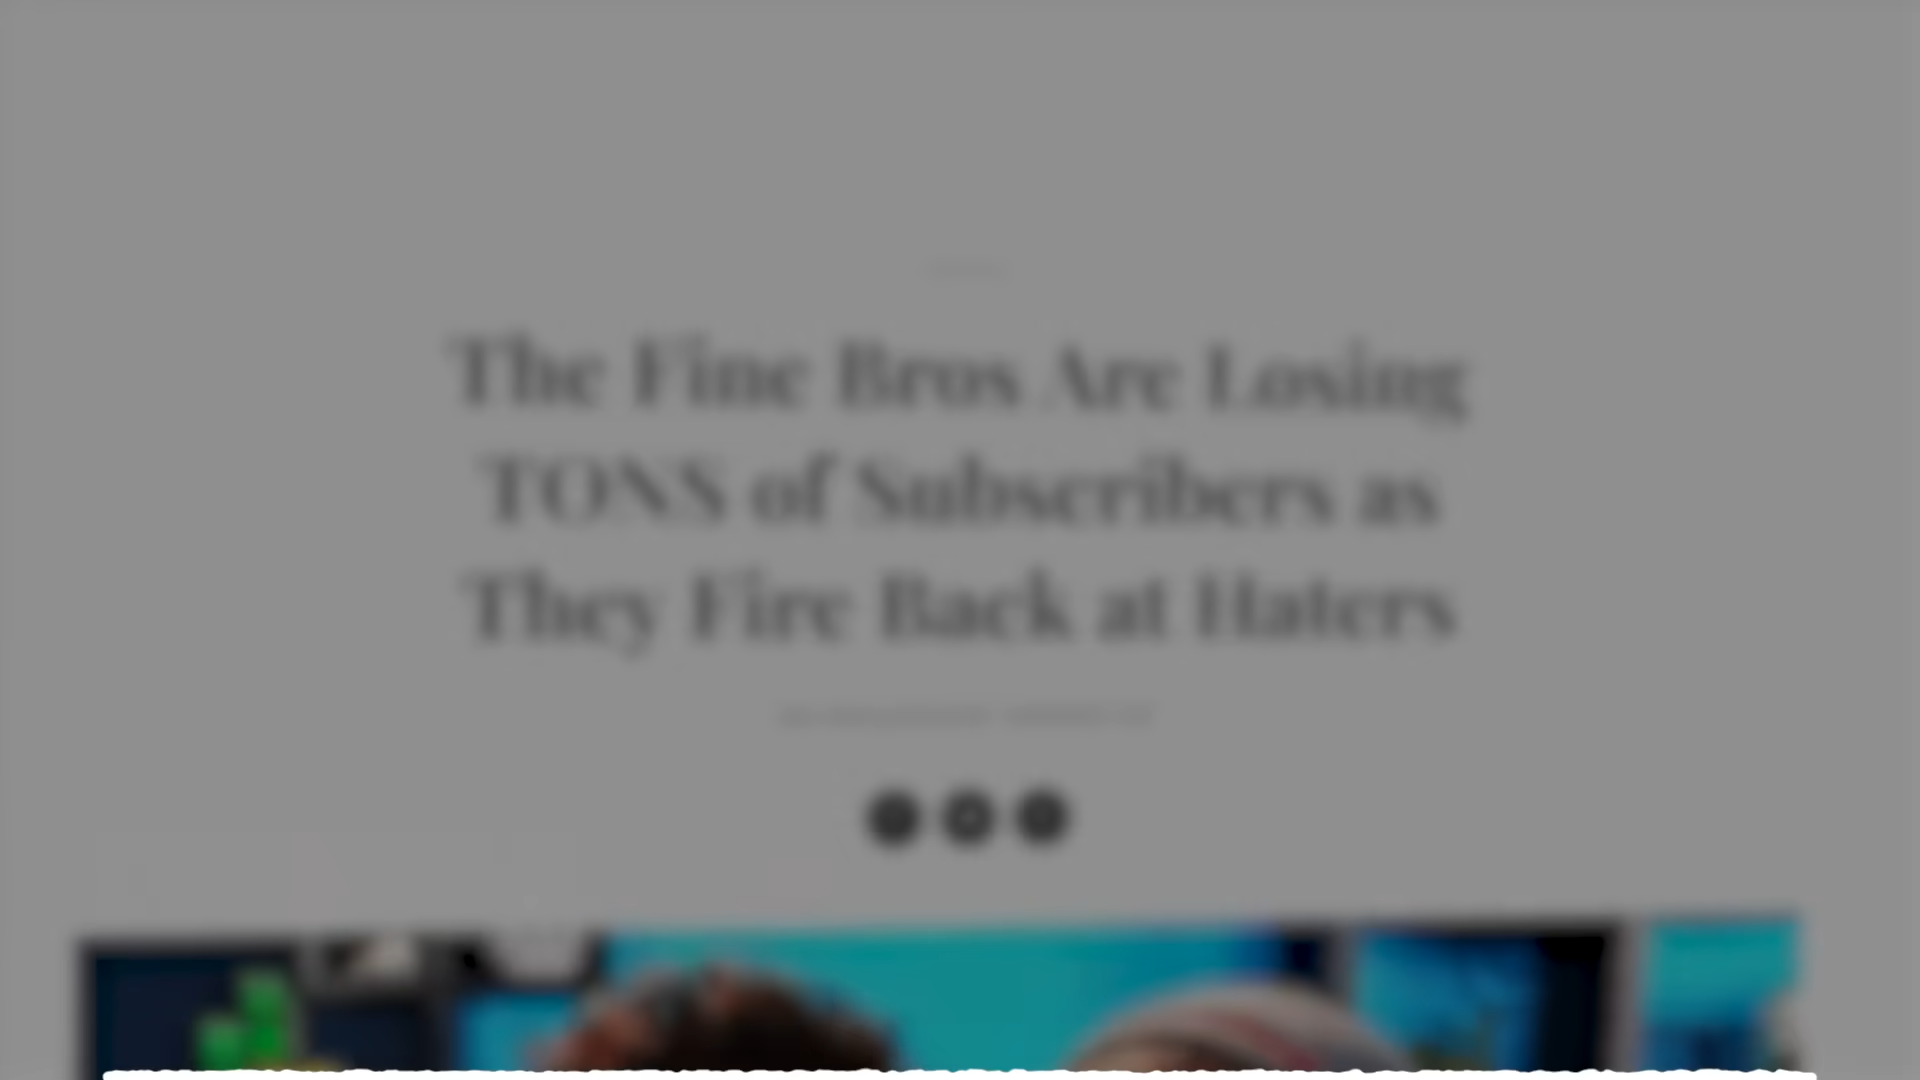 The Fine Bros Are Losing
TONS of Subscribers as
They Fire Back at Haters